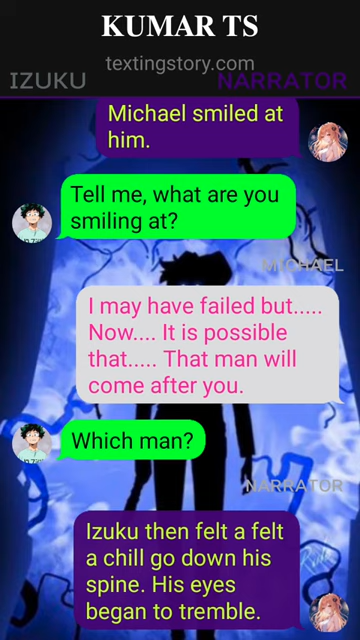 KUMAR TS
textingstory.com
IZUKU
NARRATOR
Michael smiled at
him.
Tell me, what are you
smiling at?
MICHAEL
I may have failed but.....
Now.... It is possible
that..... That man will
come after you.
Which man?
NARRATOR
Izuku then felt a felt
a chill go down his
spine. His eyes
began to tremble.